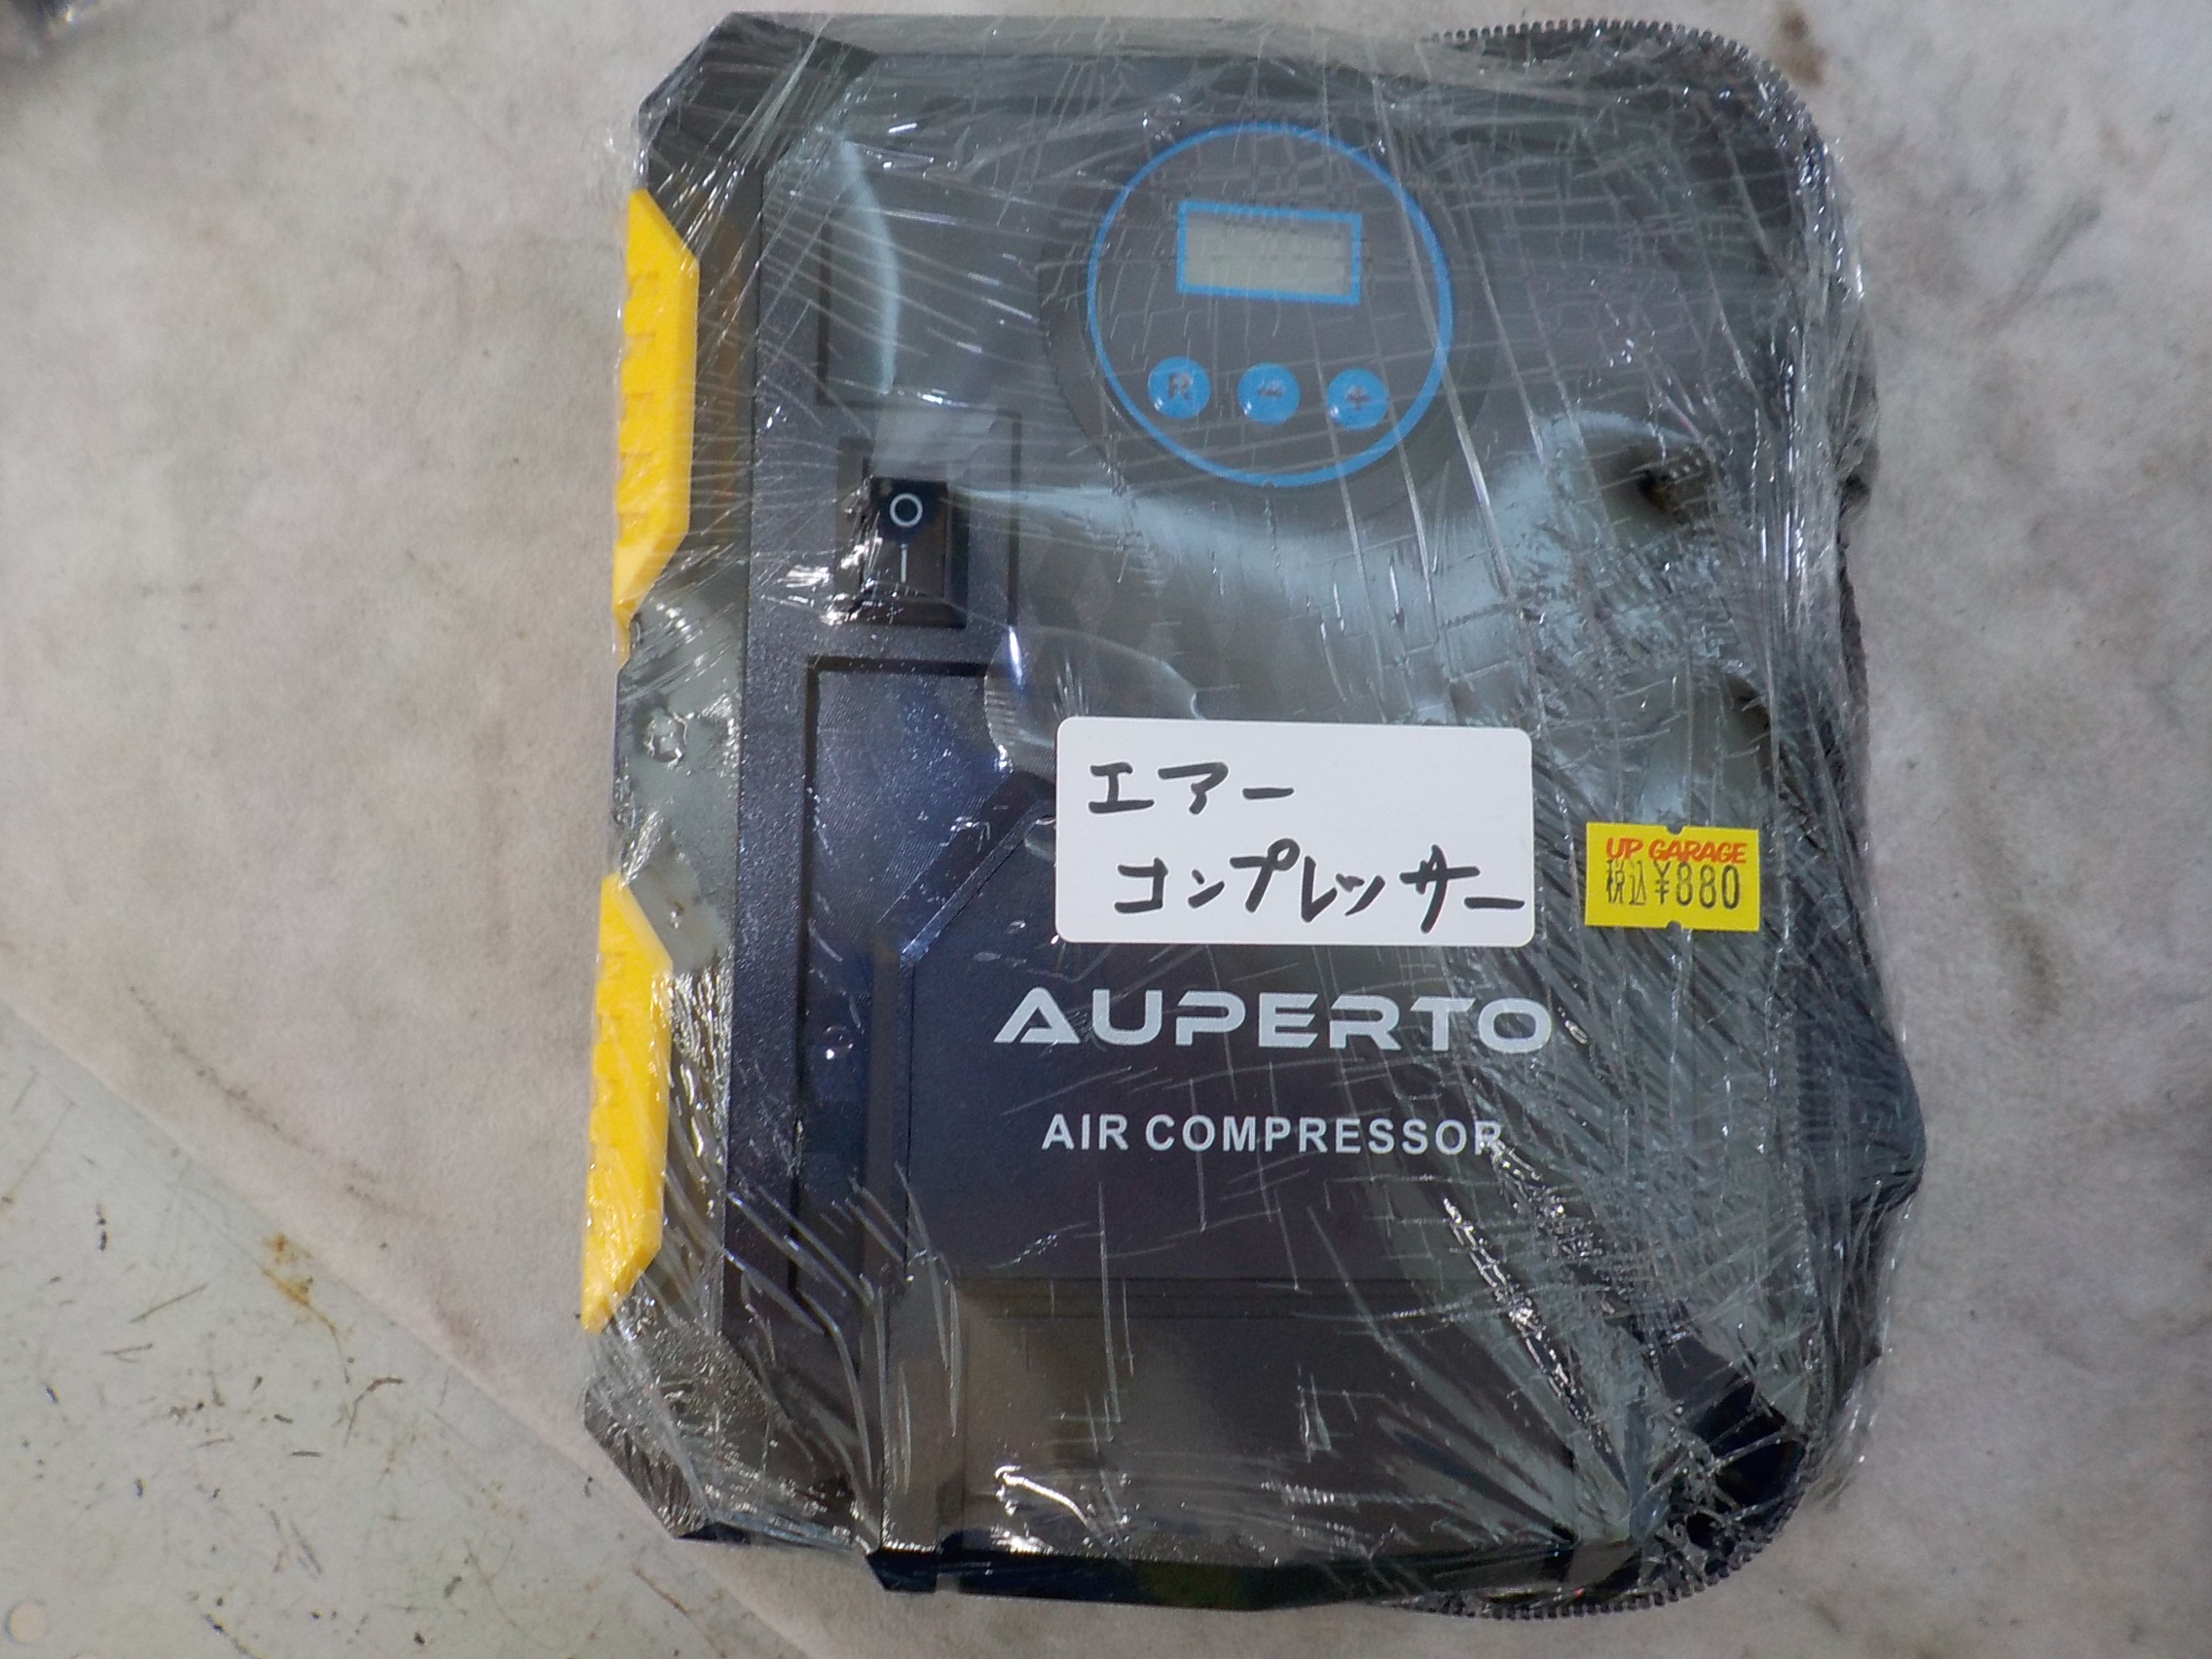 R - +
エアー
コンプレッサー
UP GARAGE
税込¥880
AUPERTO
AIR COMPRESSOR